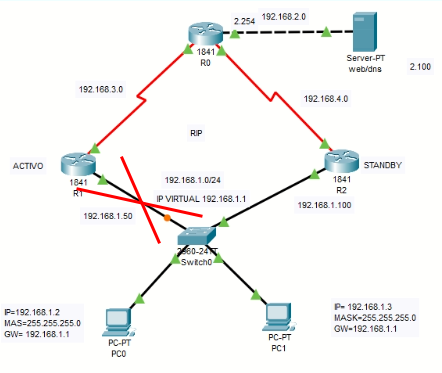 192.168.2.0
2.254
1841
R0
Server-PT
web/dns
2.100
192.168.3.0
192.168.4.0
RIP
ACTIVO
1841
R1
192.168.1.0/24
1841
R2
STANDBY
IP VIRTUAL 192.168.1.1
192.168.1.50
192.168.1.100
2960-24TT
Switch0
IP=192.168.1.2
MAS=255.255.255.0
GW= 192.168.1.1
PC-PT
PC0
PC-PT
PC1
IP= 192.168.1.3
MASK=255.255.255.0
GW=192.168.1.1